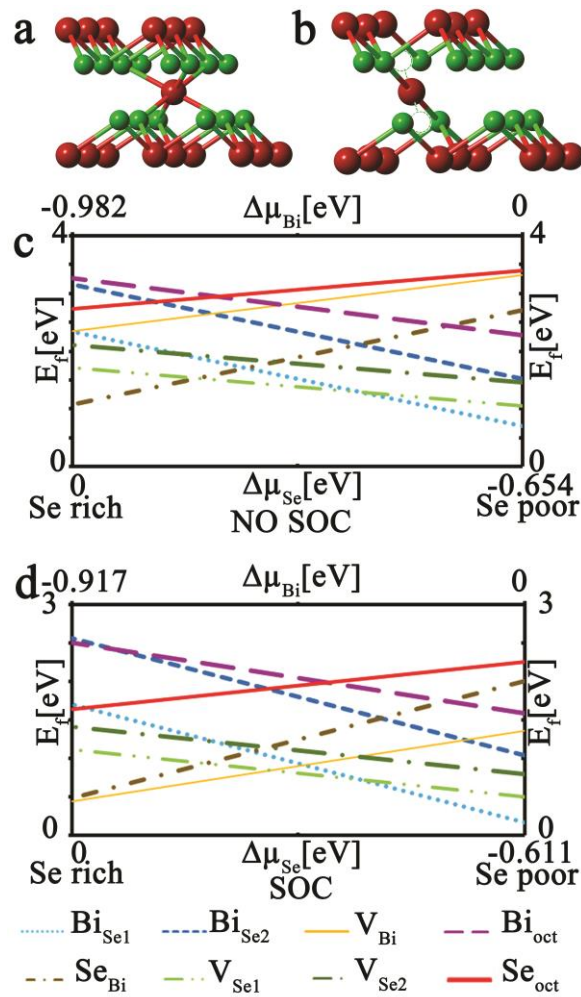 a
b
-0.982 Δμ_Bi[eV] 0
c
4 4
E_f[eV] E_f[eV]
0 0
0 Δμ_Se[eV] -0.654
Se rich NO SOC Se poor
d
-0.917 Δμ_Bi[eV] 0
3 3
E_f[eV] E_f[eV]
0 0
0 Δμ_Se[eV] -0.611
Se rich SOC Se poor
Bi_Se1 Bi_Se2 V_Bi Bi_oct
Se_Bi V_Se1 V_Se2 Se_oct